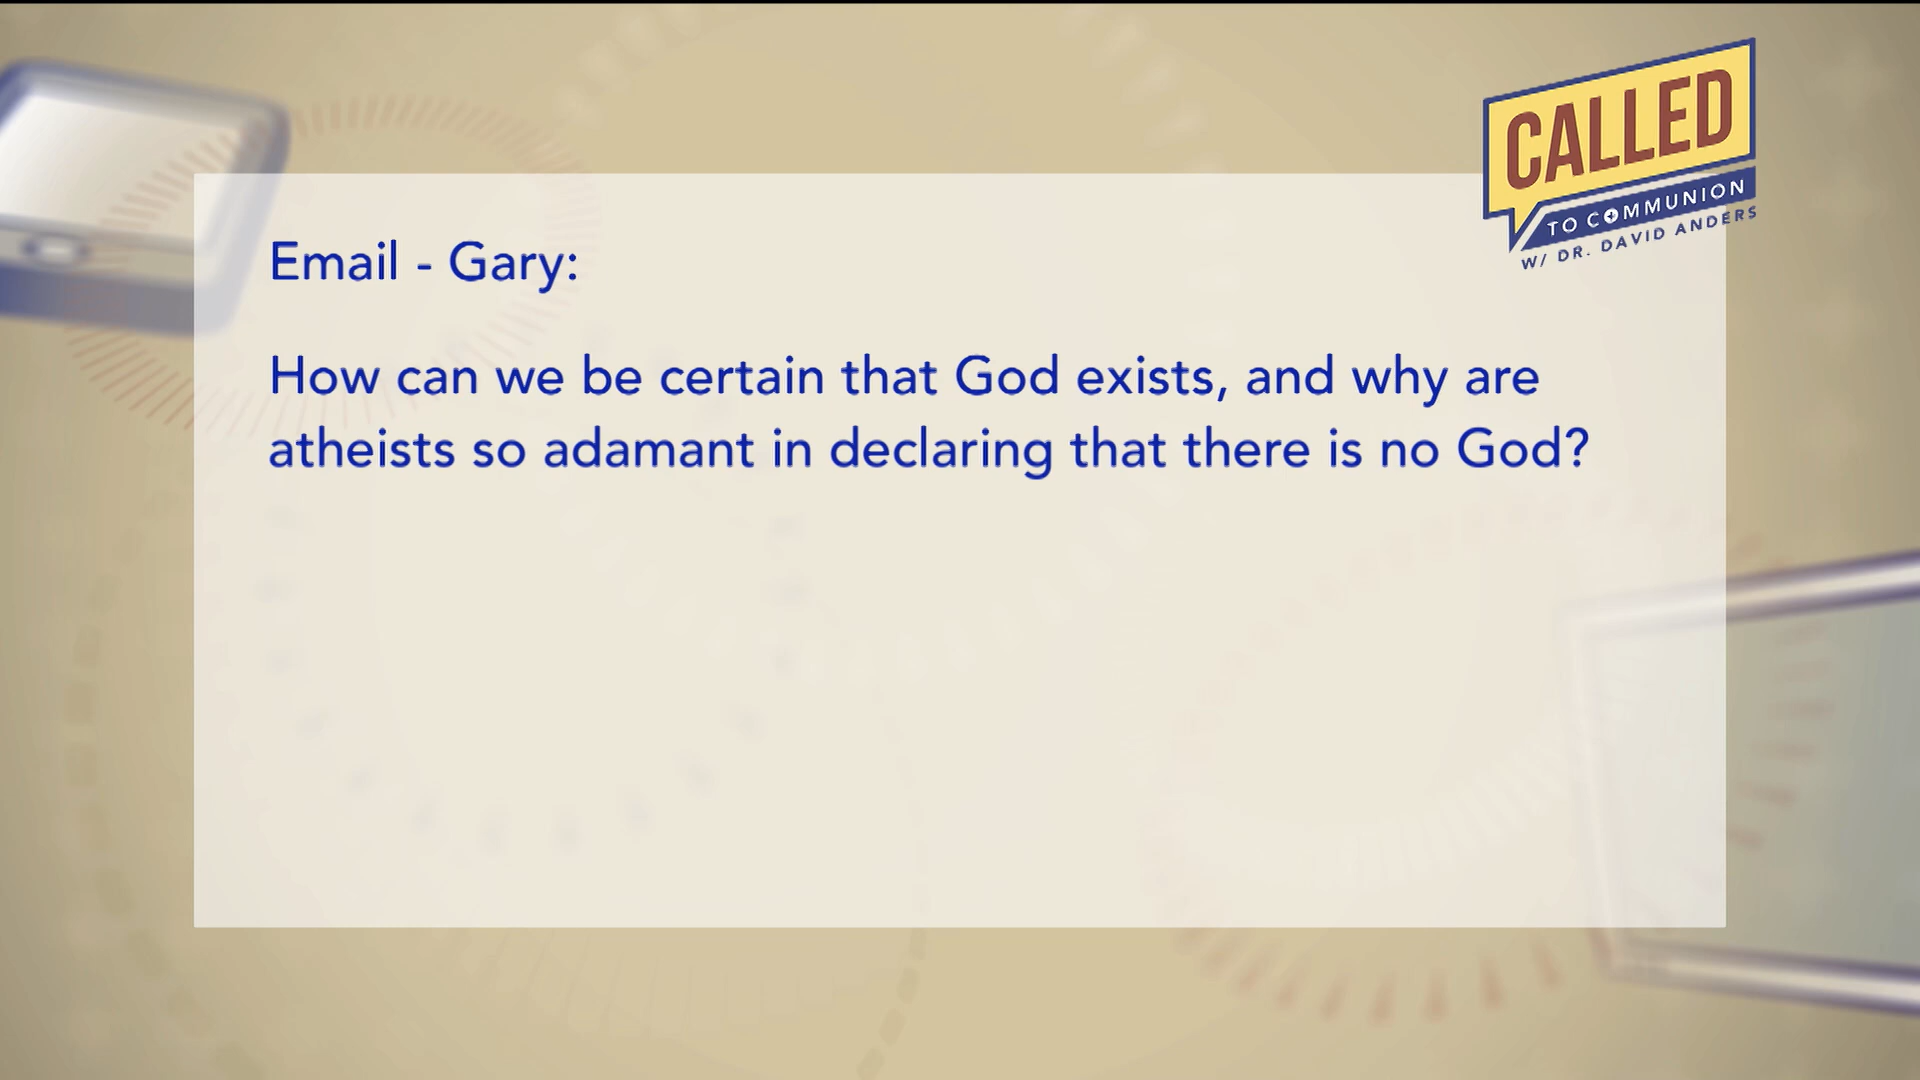 CALLED
TO COMMUNION
W/ DR. DAVID ANDERS
Email - Gary:
How can we be certain that God exists, and why are
atheists so adamant in declaring that there is no God?